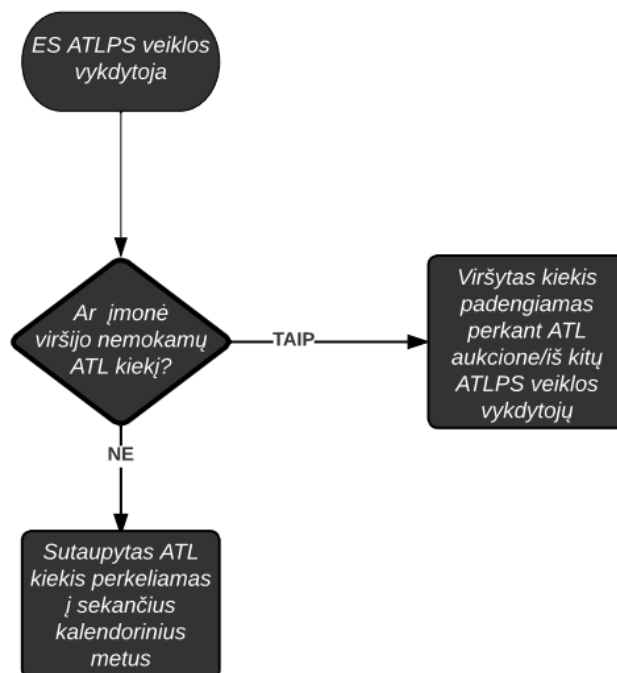 ES ATLPS veiklos
vykdytoja
Ar įmonė
viršijo nemokamų
ATL kiekį?
TAIP
Viršytas kiekis
padengiamas
perkant ATL
aukcione/iš kitų
ATLPS veiklos
vykdytojų
NE
Sutaupytas ATL
kiekis perkeliamas
į sekančius
kalendorinius
metus